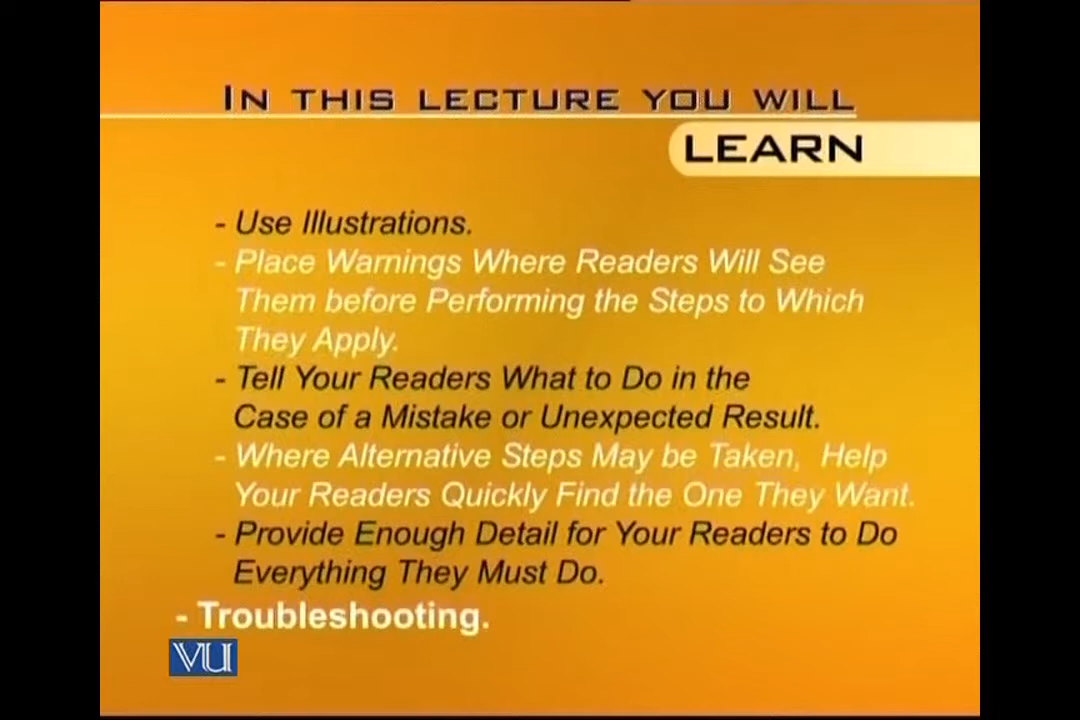 IN THIS LECTURE YOU WILL
LEARN
- Use Illustrations.
- Place Warnings Where Readers Will See
Them before Performing the Steps to Which
They Apply.
- Tell Your Readers What to Do in the
Case of a Mistake or Unexpected Result.
- Where Alternative Steps May be Taken, Help
Your Readers Quickly Find the One They Want.
- Provide Enough Detail for Your Readers to Do
Everything They Must Do.
- Troubleshooting.
VU